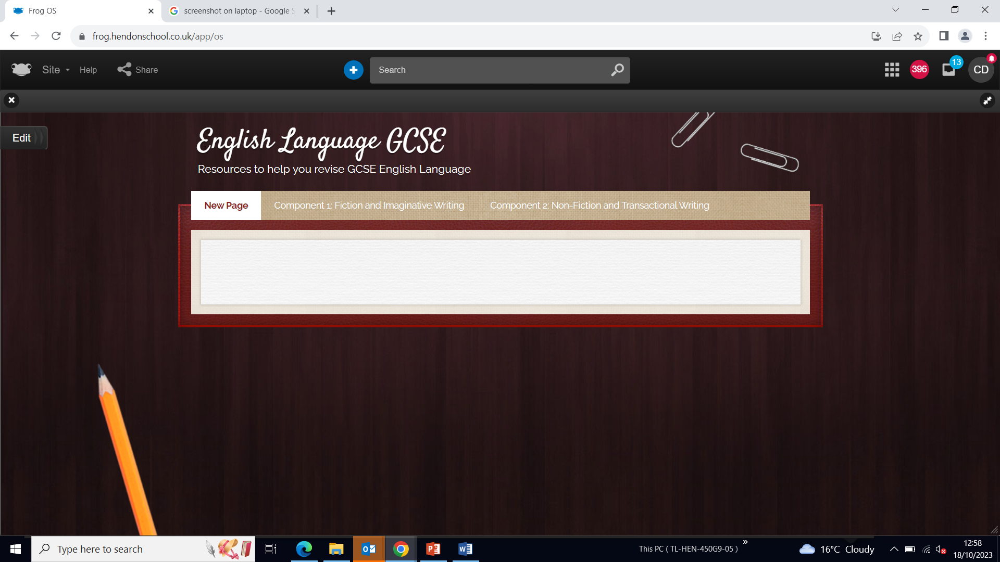 Frog OS
screenshot on laptop - Google S
frog.hendonschool.co.uk/app/os
Site
Help
Share
Search
396
13
CD
Edit
English Language GCSE
Resources to help you revise GCSE English Language
New Page
Component 1: Fiction and Imaginative Writing
Component 2: Non-Fiction and Transactional Writing
Type here to search
This PC ( TL-HEN-450G9-05 )
16°C Cloudy
12:58
18/10/2023